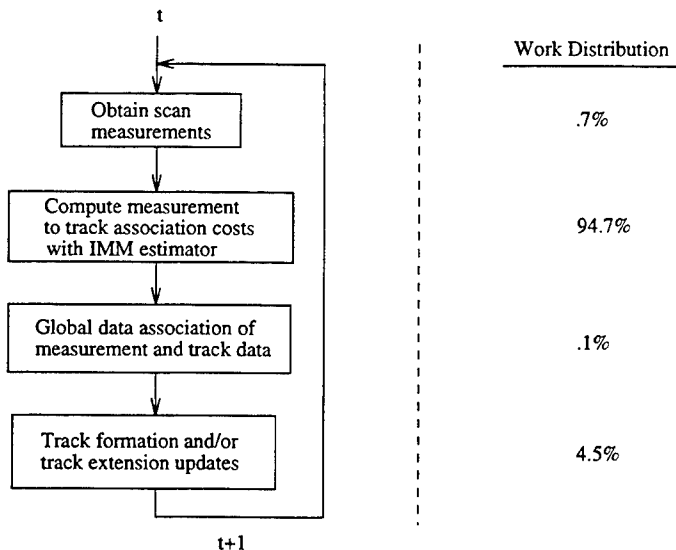 t
Work Distribution
Obtain scan
measurements
.7%
Compute measurement
to track association costs
with IMM estimator
94.7%
Global data association of
measurement and track data
.1%
Track formation and/or
track extension updates
4.5%
t+1